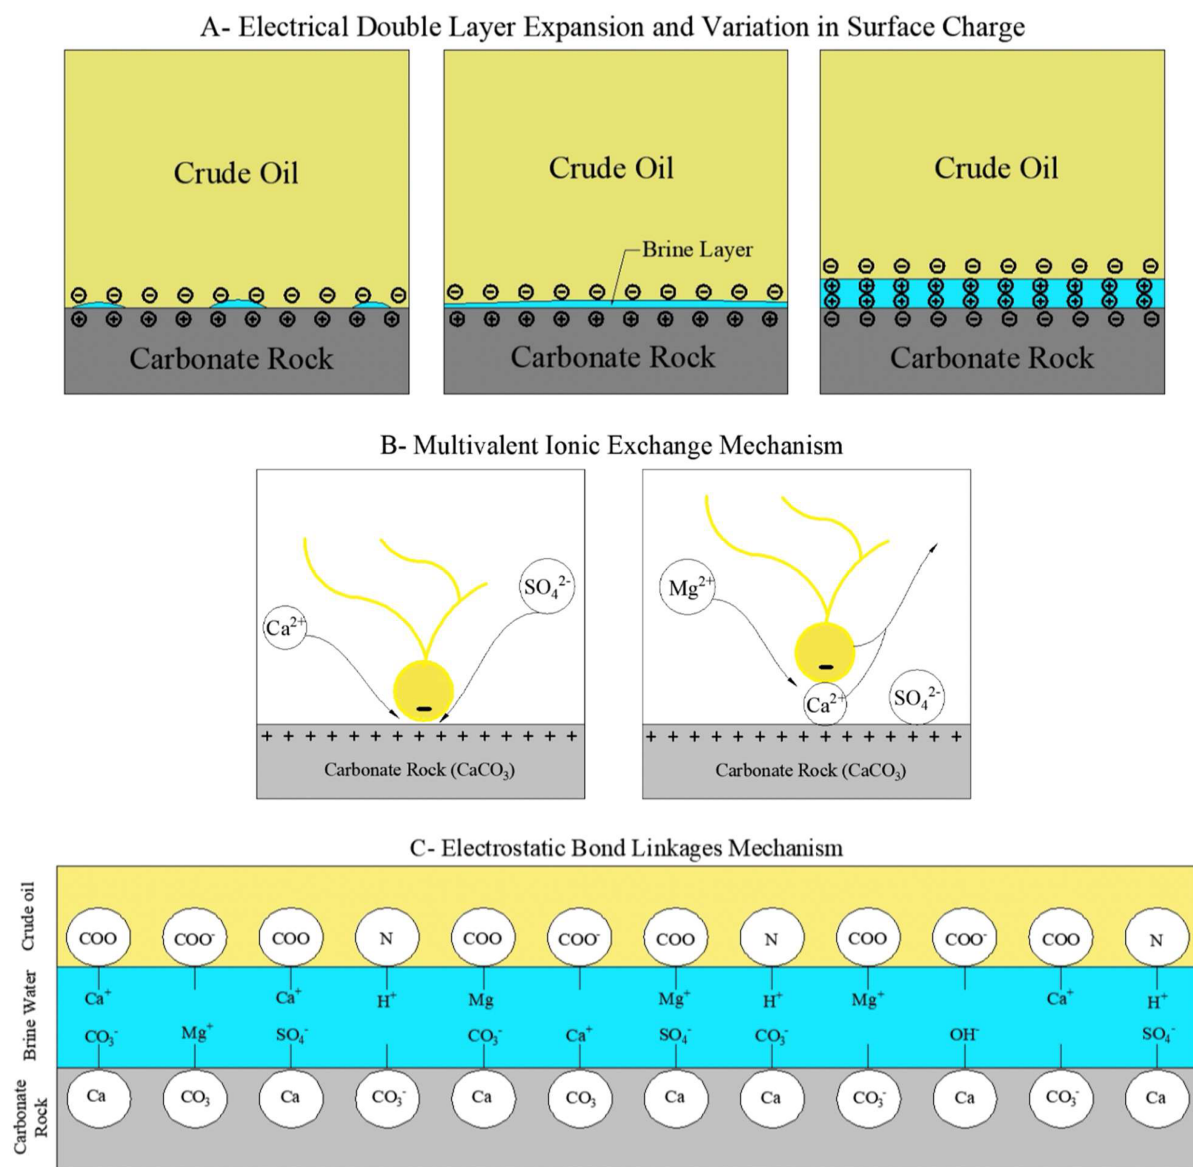 A- Electrical Double Layer Expansion and Variation in Surface Charge
Crude Oil
Crude Oil
Crude Oil
Brine Layer
Carbonate Rock
Carbonate Rock
Carbonate Rock
B- Multivalent Ionic Exchange Mechanism
Ca²⁺
SO₄²⁻
Carbonate Rock (CaCO₃)
Mg²⁺
Ca²⁺
SO₄²⁻
Carbonate Rock (CaCO₃)
C- Electrostatic Bond Linkages Mechanism
Crude oil
COO COO⁻ COO N COO COO⁻ COO N COO COO⁻ COO N
Brine Water
Ca⁺ Ca⁺ H⁺ Mg Mg⁺ H⁺ Mg⁺ Ca⁺ H⁺
CO₃⁻ Mg⁺ SO₄⁻ CO₃⁻ Ca⁺ SO₄⁻ CO₃⁻ OH⁻ SO₄⁻
Carbonate
Rock
Ca CO₃ Ca CO₃⁻ Ca CO₃ Ca Ca CO₃⁻ Ca CO₃⁻ Ca